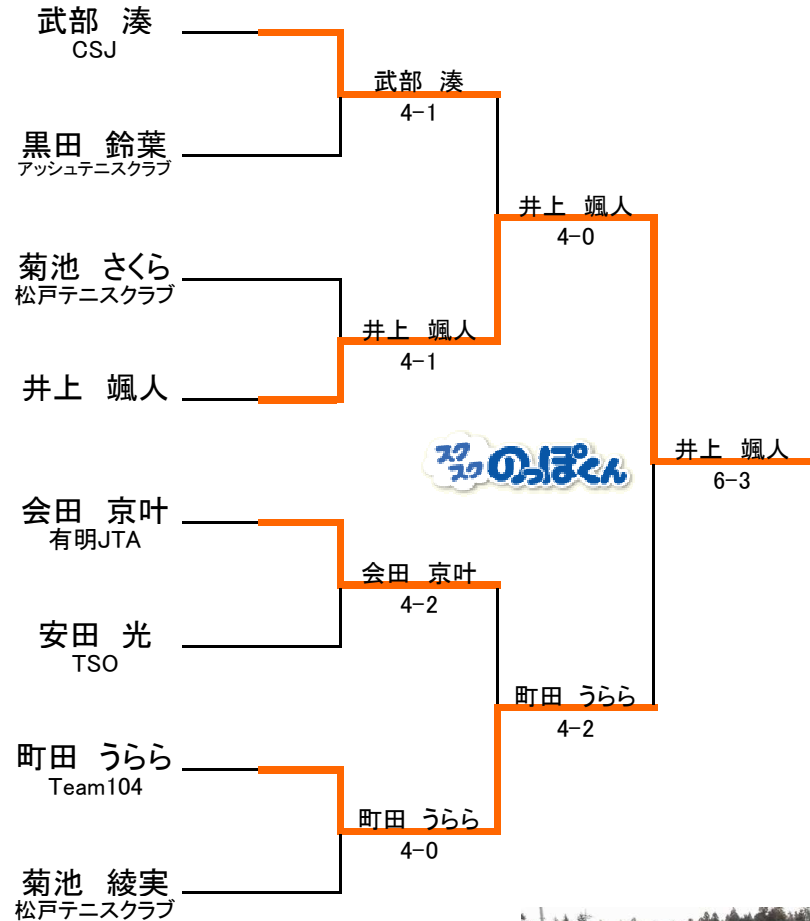 武部 湊
CSJ
武部 湊
4-1
黒田 鈴葉
アッシュテニスクラブ
井上 颯人
4-0
菊池 さくら
松戸テニスクラブ
井上 颯人
4-1
井上 颯人
スクスク のっぽくん
井上 颯人
6-3
会田 京叶
有明JTA
会田 京叶
4-2
安田 光
TSO
町田 うらら
4-2
町田 うらら
Team104
町田 うらら
4-0
菊池 綾実
松戸テニスクラブ